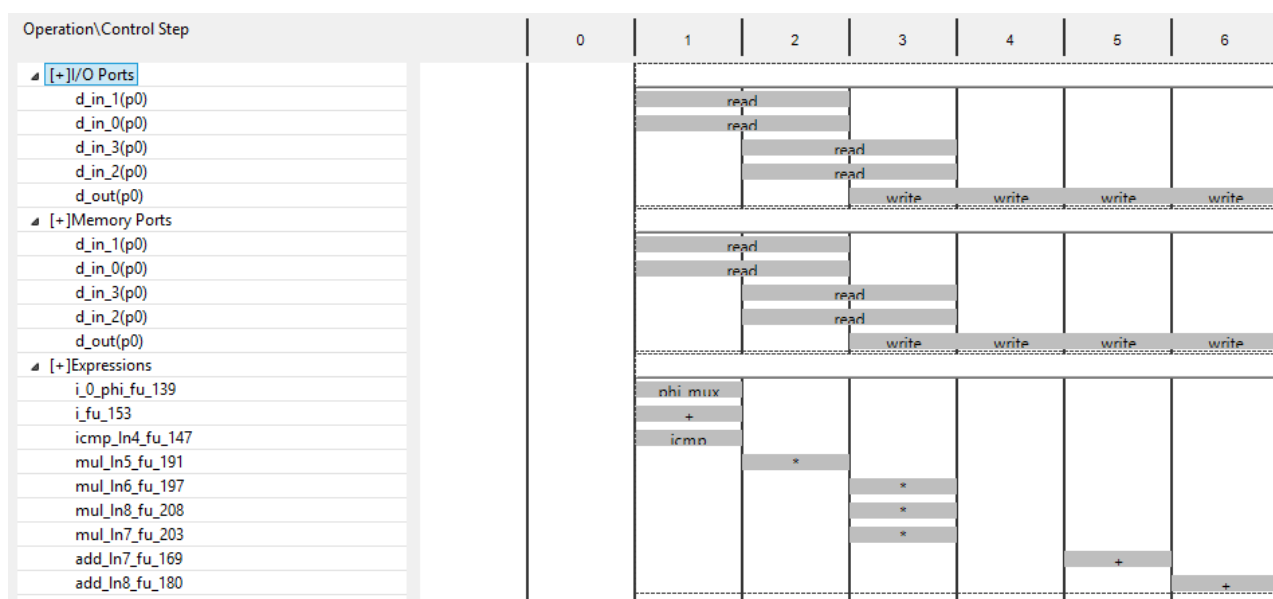 Operation\Control Step
0 1 2 3 4 5 6
[+]I/O Ports
d_in_1(p0) read
d_in_0(p0) read
d_in_3(p0) read
d_in_2(p0) read
d_out(p0) write write write write
[+]Memory Ports
d_in_1(p0) read
d_in_0(p0) read
d_in_3(p0) read
d_in_2(p0) read
d_out(p0) write write write write
[+]Expressions
i_0_phi_fu_139 phi_mux
i_fu_153 +
icmp_ln4_fu_147 icmp
mul_ln5_fu_191 *
mul_ln6_fu_197 *
mul_ln8_fu_208 *
mul_ln7_fu_203 *
add_ln7_fu_169 +
add_ln8_fu_180 +